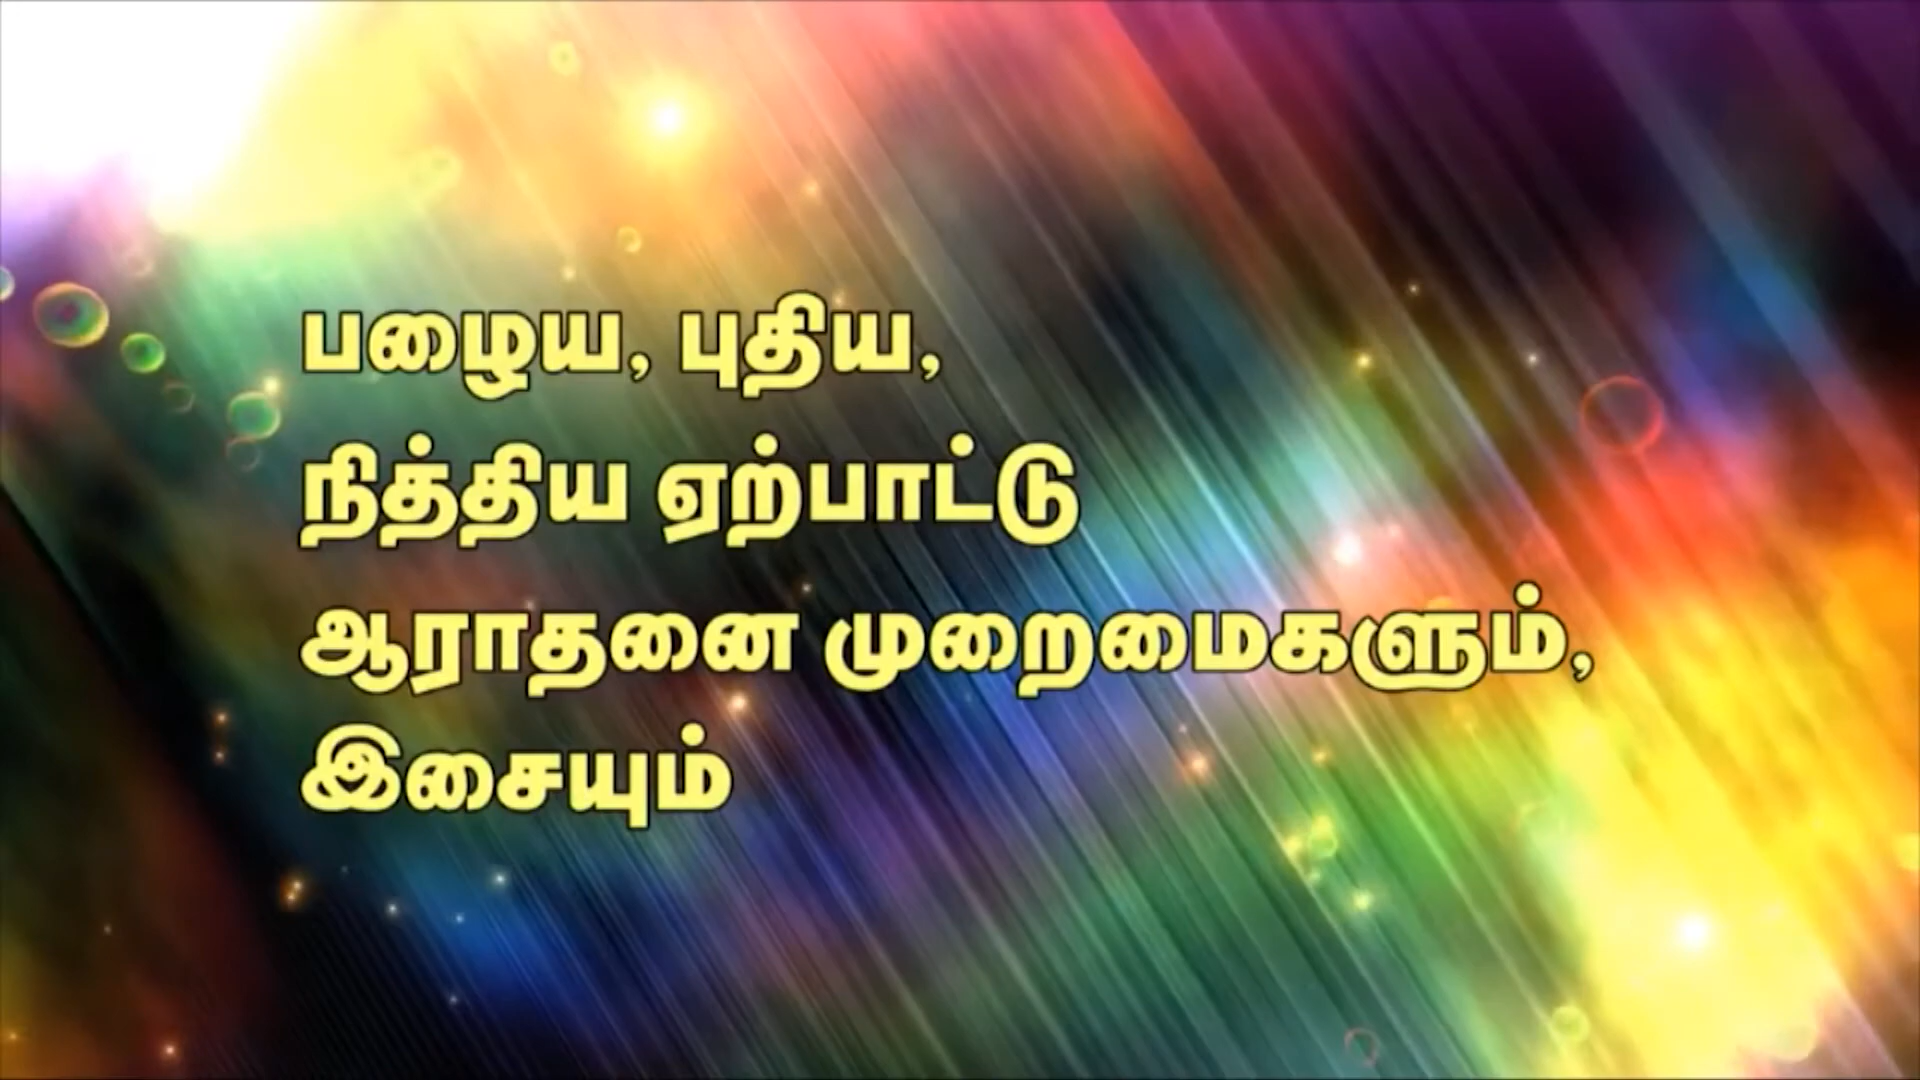 பழைய, புதிய,
நித்திய ஏற்பாட்டு
ஆராதனை முறைமைகளும்,
இசையும்